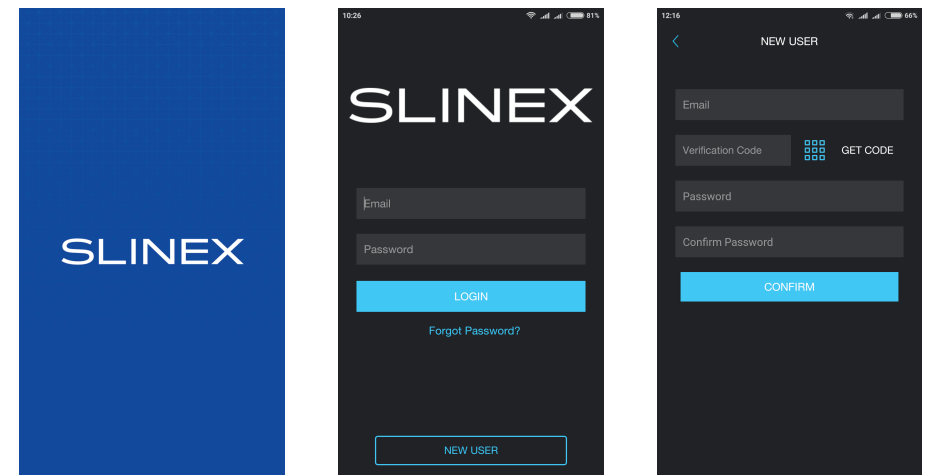 SLINEX
10:26
81%
SLINEX
Email
Password
LOGIN
Forgot Password?
NEW USER
12:16
66%
NEW USER
Email
Verification Code
GET CODE
Password
Confirm Password
CONFIRM